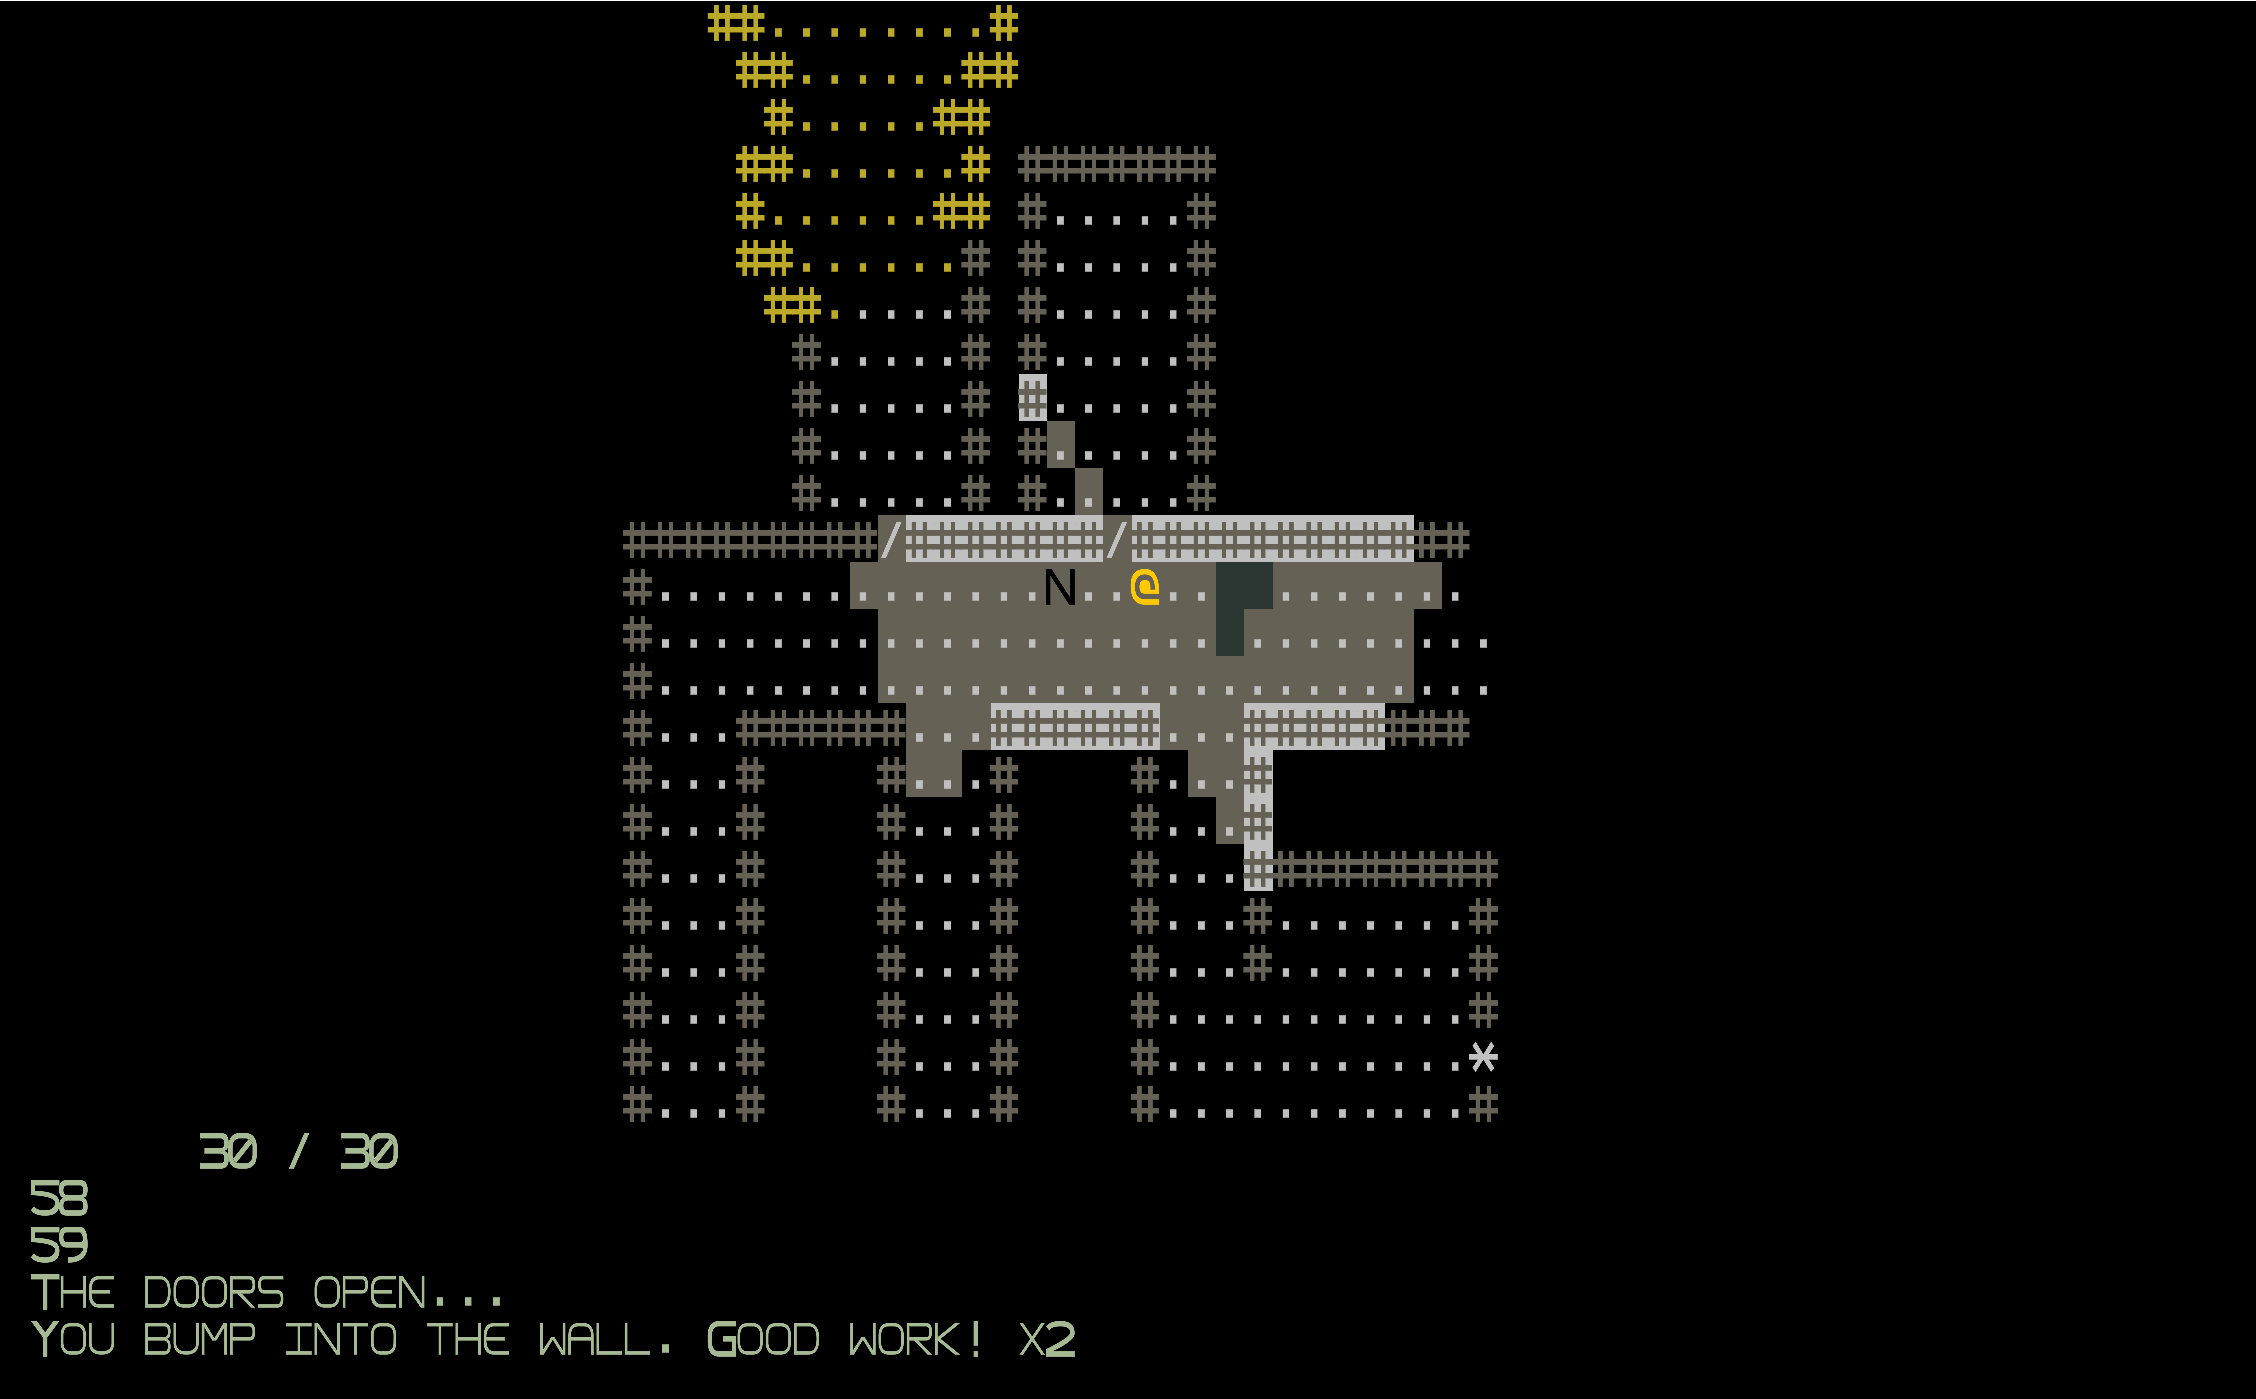 30 / 30
58
59
THE DOORS OPEN...
YOU BUMP INTO THE WALL. GOOD WORK! X2